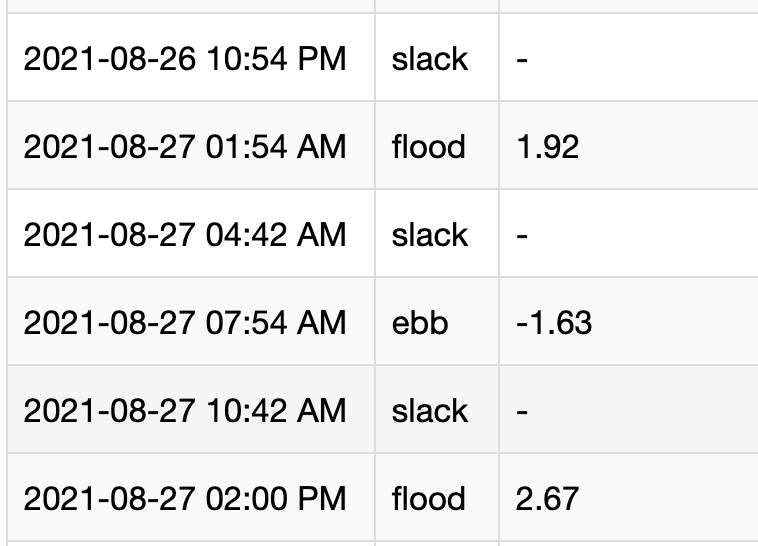 2021-08-26 10:54 PM slack -
2021-08-27 01:54 AM flood 1.92
2021-08-27 04:42 AM slack -
2021-08-27 07:54 AM ebb -1.63
2021-08-27 10:42 AM slack -
2021-08-27 02:00 PM flood 2.67